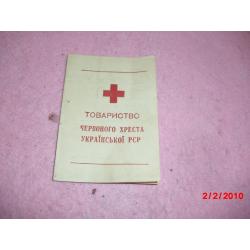 ТОВАРИСТВО
ЧЕРВОНОГО ХРЕСТА
УКРАЇНСЬКОЇ РСР
2/2/2010